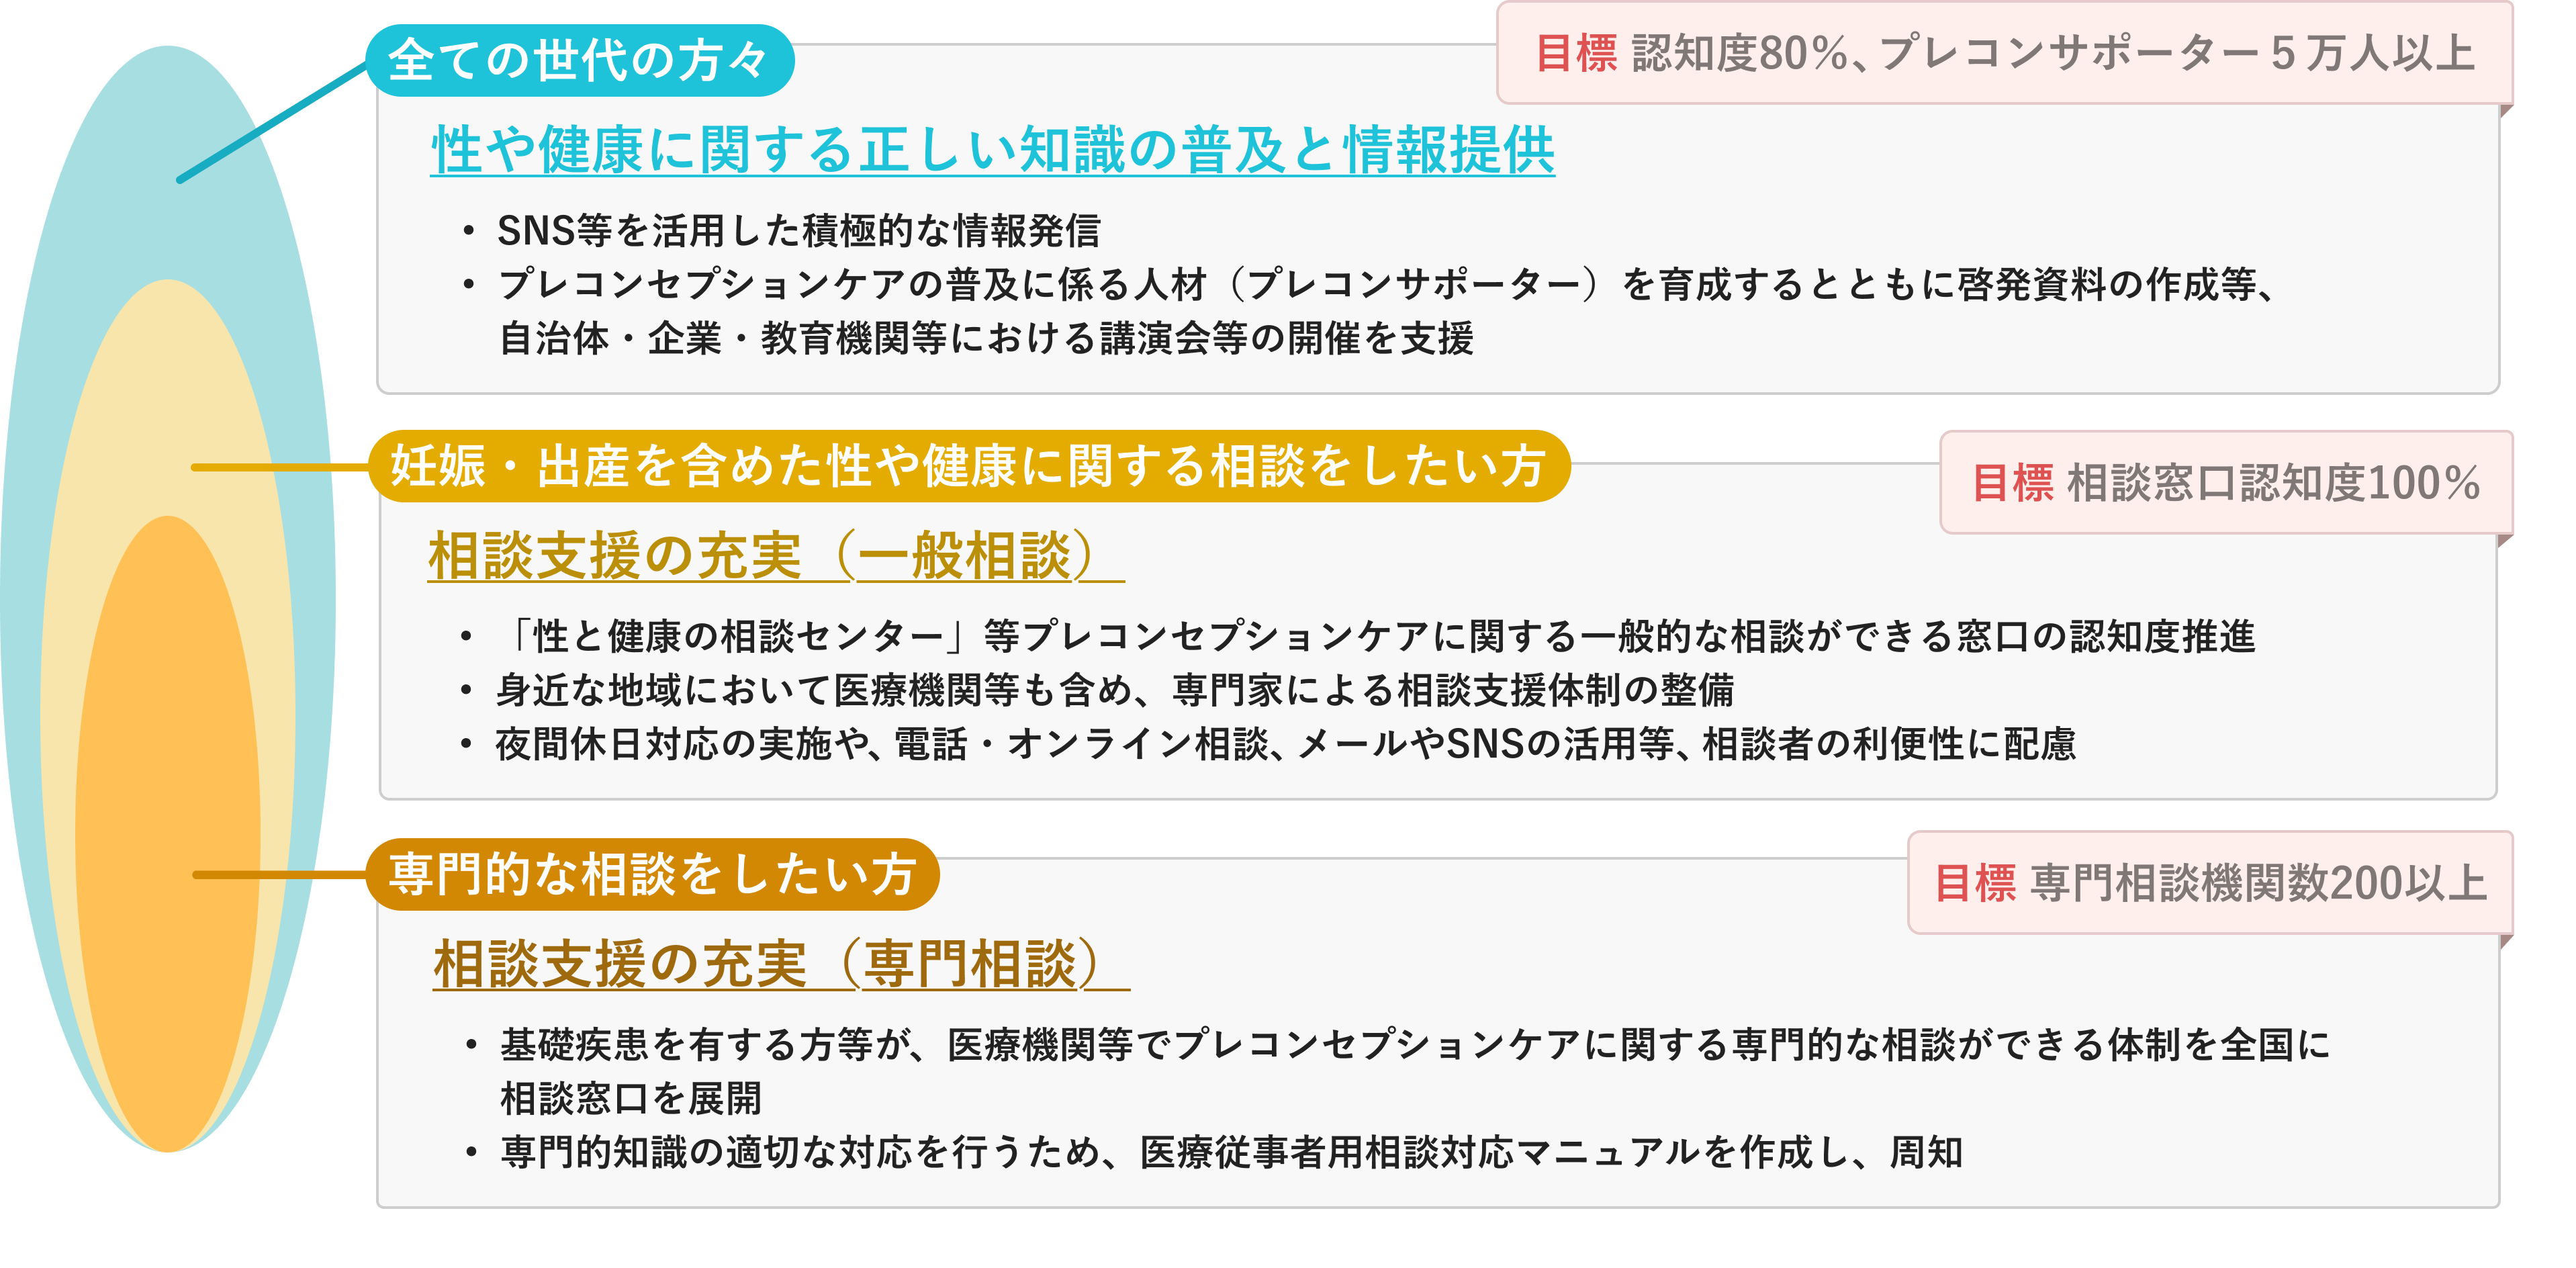 全ての世代の方々
目標 認知度80%、プレコンサポーター５万人以上
性や健康に関する正しい知識の普及と情報提供
・ SNS等を活用した積極的な情報発信
・ プレコンセプションケアの普及に係る人材（プレコンサポーター）を育成するとともに啓発資料の作成等、
自治体・企業・教育機関等における講演会等の開催を支援
妊娠・出産を含めた性や健康に関する相談をしたい方
目標 相談窓口認知度100%
相談支援の充実（一般相談）
・ 「性と健康の相談センター」等プレコンセプションケアに関する一般的な相談ができる窓口の認知度推進
・ 身近な地域において医療機関等も含め、専門家による相談支援体制の整備
・ 夜間休日対応の実施や、電話・オンライン相談、メールやSNSの活用等、相談者の利便性に配慮
専門的な相談をしたい方
目標 専門相談機関数200以上
相談支援の充実（専門相談）
・ 基礎疾患を有する方等が、医療機関等でプレコンセプションケアに関する専門的な相談ができる体制を全国に
相談窓口を展開
・ 専門的知識の適切な対応を行うため、医療従事者用相談対応マニュアルを作成し、周知